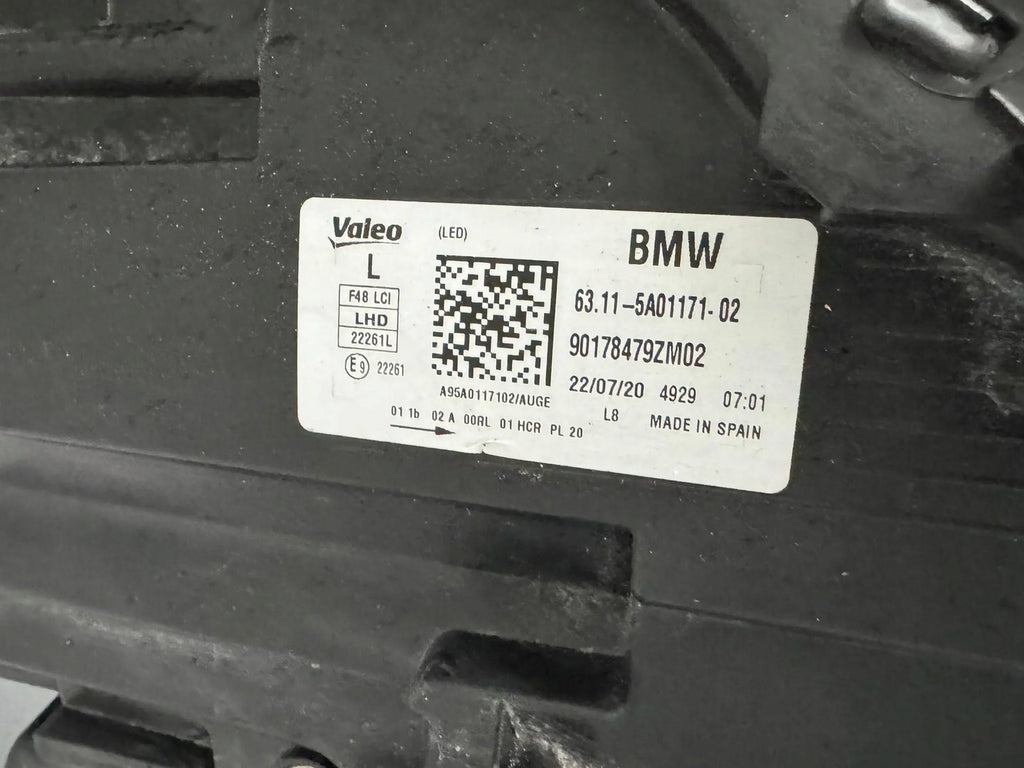 Valeo (LED) BMW
L
F48 LCI
LHD
22261L
E9 22261
63.11-5A01171-02
90178479ZM02
22/07/20 4929 07:01
A95A0117102/AUGE
L8 MADE IN SPAIN
01 1b 02 A 00RL 01 HCR PL 20